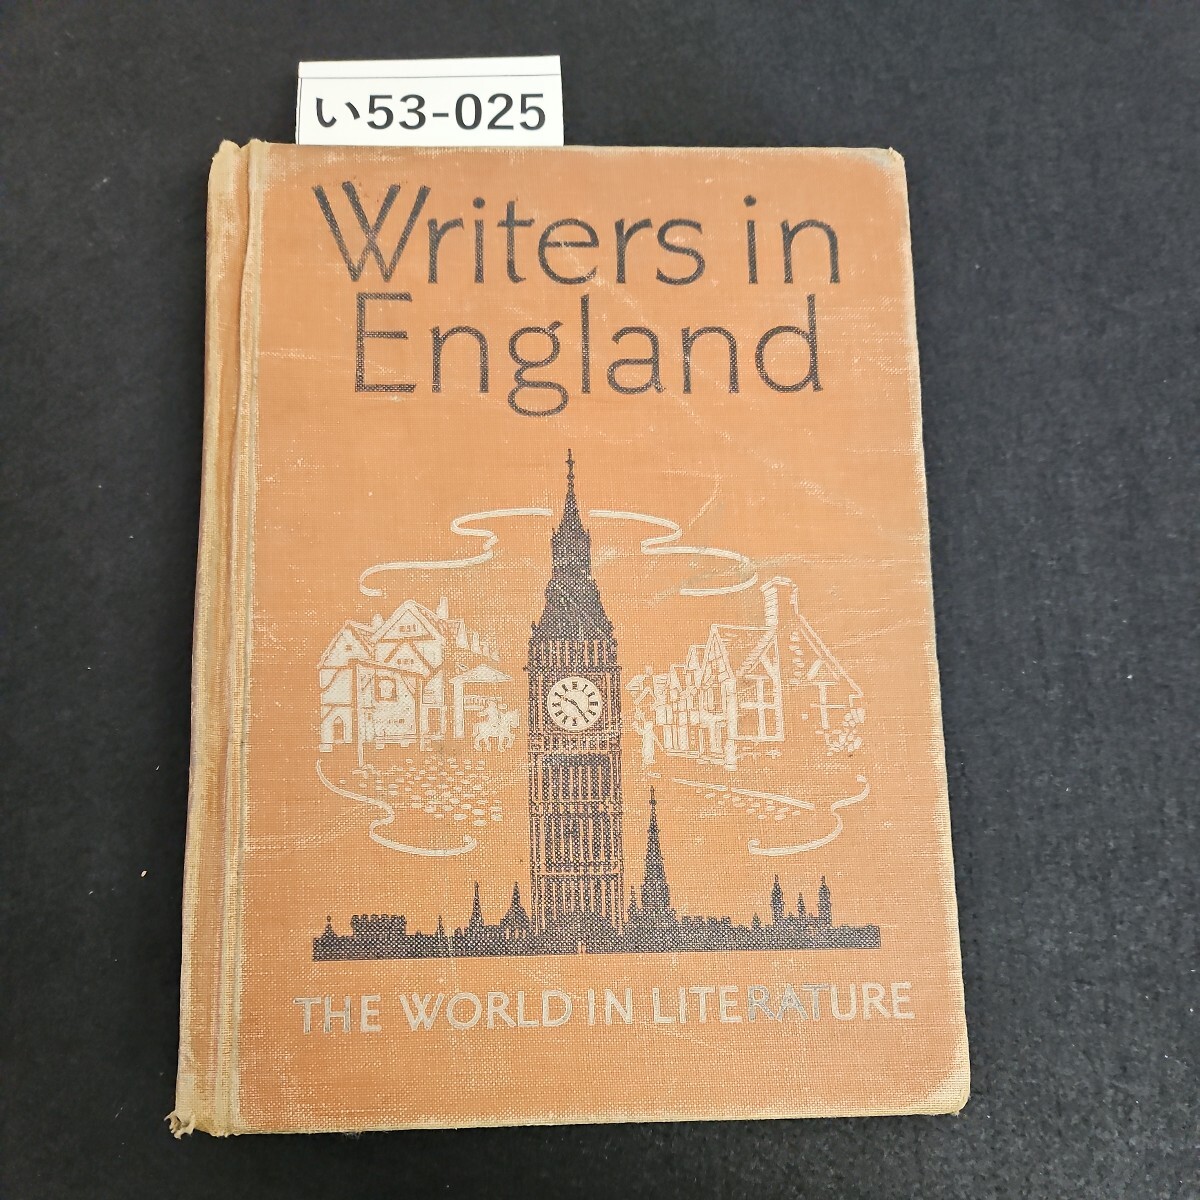 い53-025
Writers in
England
THE WORLD IN LITERATURE